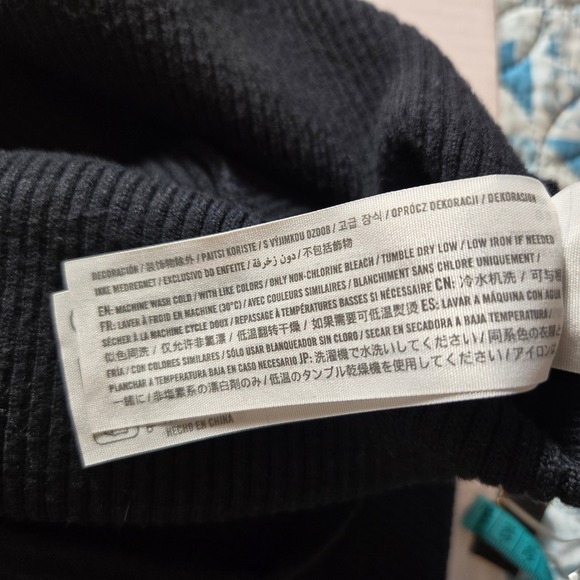 DECORACIÓN / 装饰物除外 / PAITSI KORISTE / S VÝJIMKOU OZDOB / 고급 장식 / OPRÓCZ DEKORACJI / DEKORASION
IKKE MEDREGNET / EXCLUSIVO DO ENFEITE / دون زخرفة / 不包括飾物
EN: MACHINE WASH COLD / WITH LIKE COLORS / ONLY NON-CHLORINE BLEACH / TUMBLE DRY LOW / LOW IRON IF NEEDED
FR: LAVER À FROID EN MACHINE (30°C) / AVEC COULEURS SIMILAIRES / BLANCHIMENT SANS CHLORE UNIQUEMENT /
SÉCHER À LA MACHINE CYCLE DOUX / REPASSAGE À TEMPÉRATURES BASSES SI NÉCESSAIRE CN: 冷水机洗 / 可与相
似色同洗 / 仅允许非氯漂 / 低温翻转干燥 / 如果需要可低温熨烫 ES: LAVAR A MÁQUINA CON AGUA
FRÍA / CON COLORES SIMILARES / SÓLO USAR BLANQUEADOR SIN CLORO / SECAR EN SECADORA A BAJA TEMPERATURA /
PLANCHAR A TEMPERATURA BAJA EN CASO NECESARIO JP: 洗濯機で水洗いしてください / 同系色の衣服と
一緒に / 非塩素系の漂白剤のみ / 低温のタンブル乾燥機を使用してください / アイロンは
HECHO EN CHINA